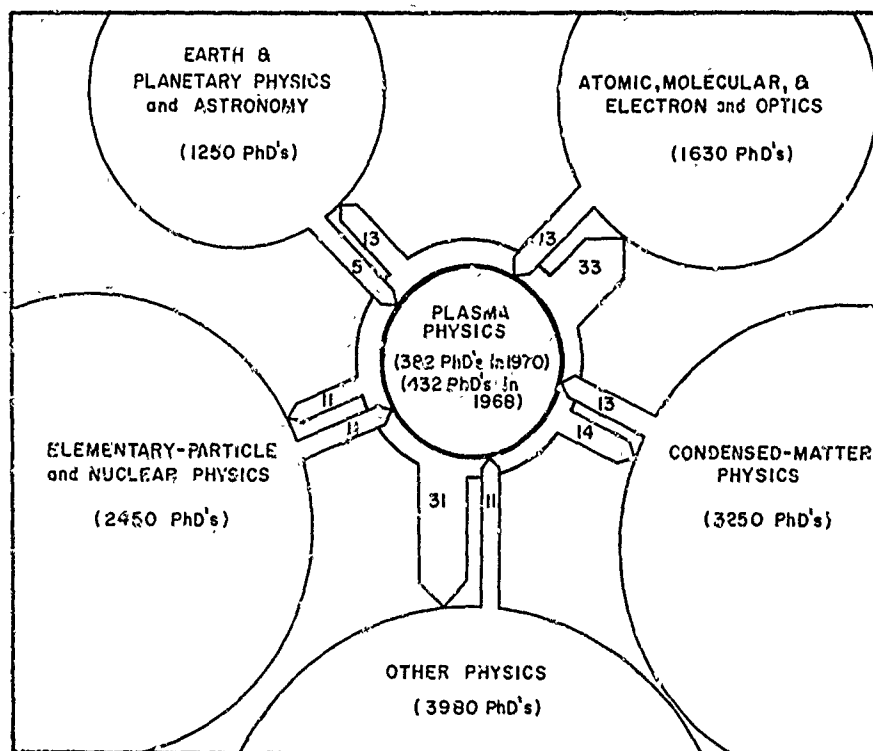 EARTH &
PLANETARY PHYSICS
and ASTRONOMY
(1250 PhD's)
ATOMIC, MOLECULAR, &
ELECTRON and OPTICS
(1630 PhD's)
13
5
13
33
PLASMA
PHYSICS
(382 PhD's in 1970)
(432 PhD's in
1968)
11
11
13
14
ELEMENTARY-PARTICLE
and NUCLEAR PHYSICS
(2450 PhD's)
CONDENSED-MATTER
PHYSICS
(3250 PhD's)
31
11
OTHER PHYSICS
(3980 PhD's)